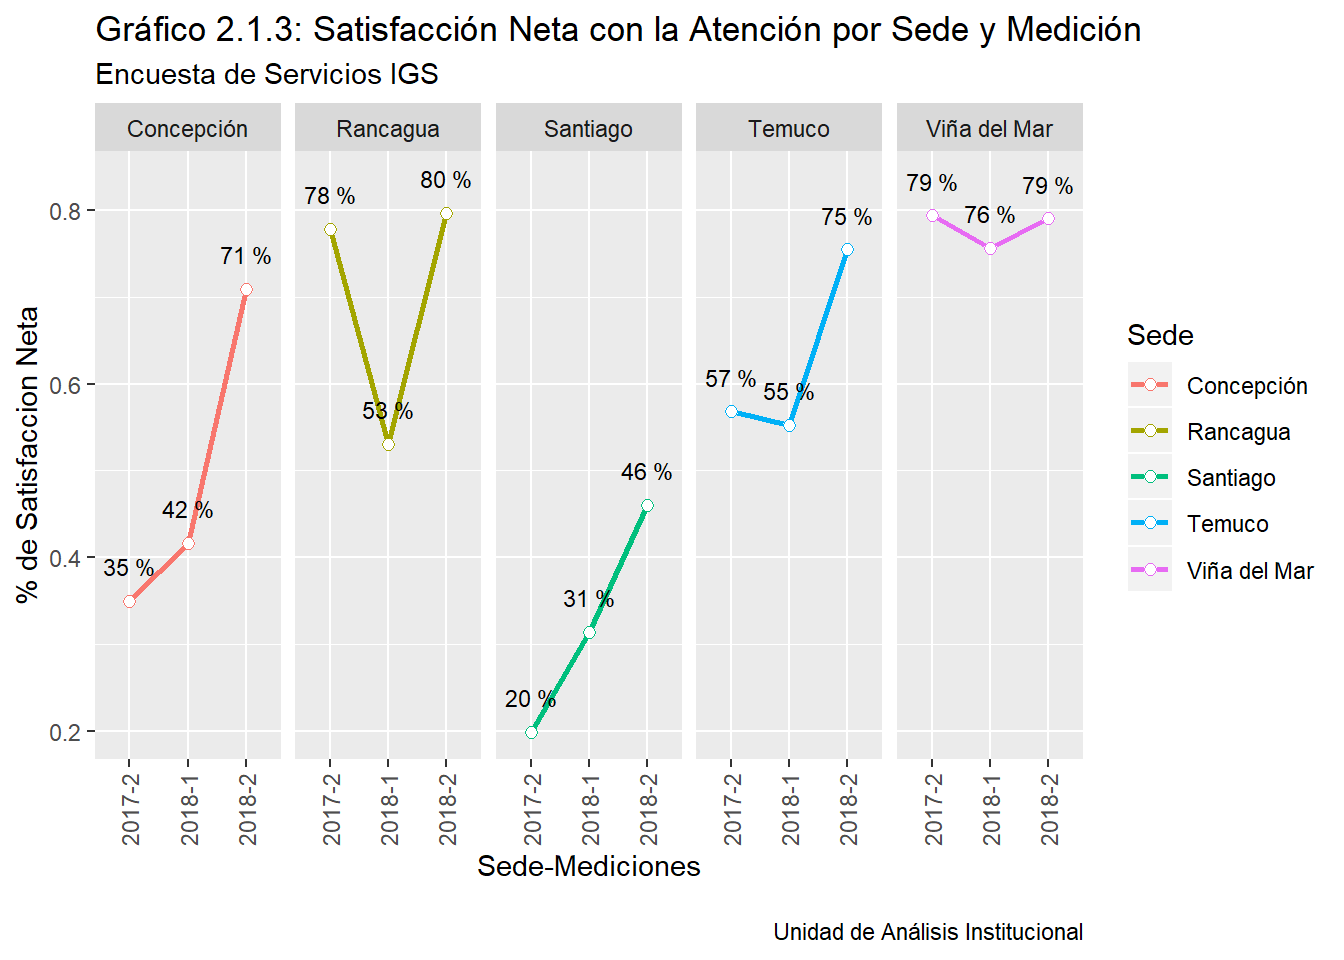 Gráfico 2.1.3: Satisfacción Neta con la Atención por Sede y Medición
Encuesta de Servicios IGS
Concepción
Rancagua
Santiago
Temuco
Viña del Mar
% de Satisfaccion Neta
0.8
0.6
0.4
0.2
35 %
42 %
71 %
78 %
53 %
80 %
20 %
31 %
46 %
57 %
55 %
75 %
79 %
76 %
79 %
2017-2
2018-1
2018-2
2017-2
2018-1
2018-2
2017-2
2018-1
2018-2
2017-2
2018-1
2018-2
2017-2
2018-1
2018-2
Sede-Mediciones
Sede
Concepción
Rancagua
Santiago
Temuco
Viña del Mar
Unidad de Análisis Institucional